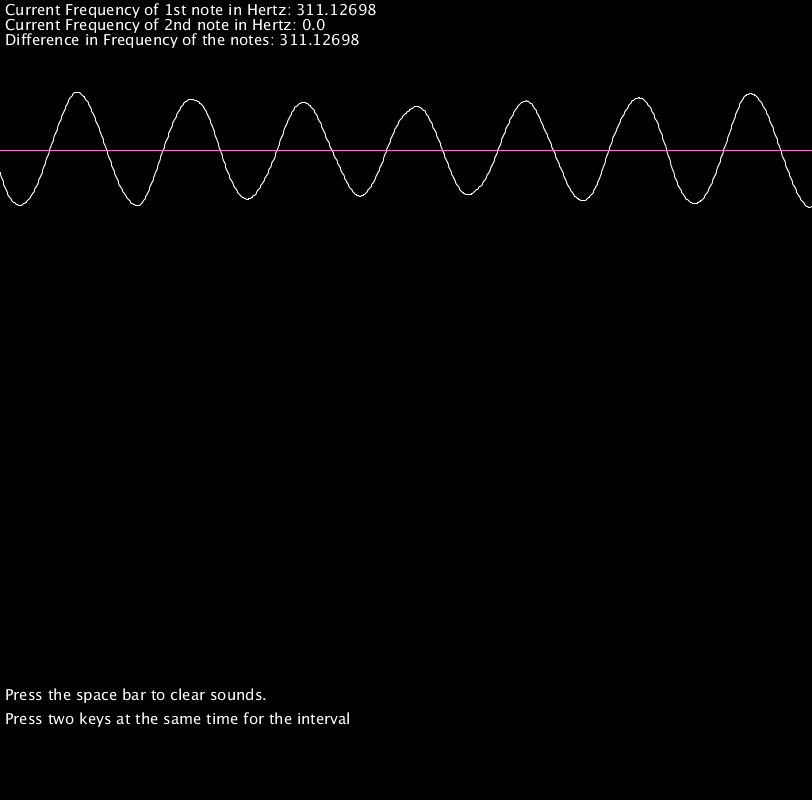 Current Frequency of 1st note in Hertz: 311.12698
Current Frequency of 2nd note in Hertz: 0.0
Difference in Frequency of the notes: 311.12698
Press the space bar to clear sounds.
Press two keys at the same time for the interval